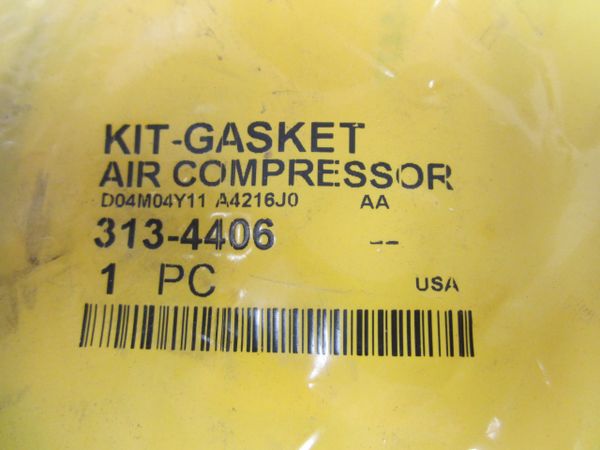 KIT-GASKET
AIR COMPRESSOR
D04M04Y11 A4216J0 AA
313-4406 --
1 PC USA